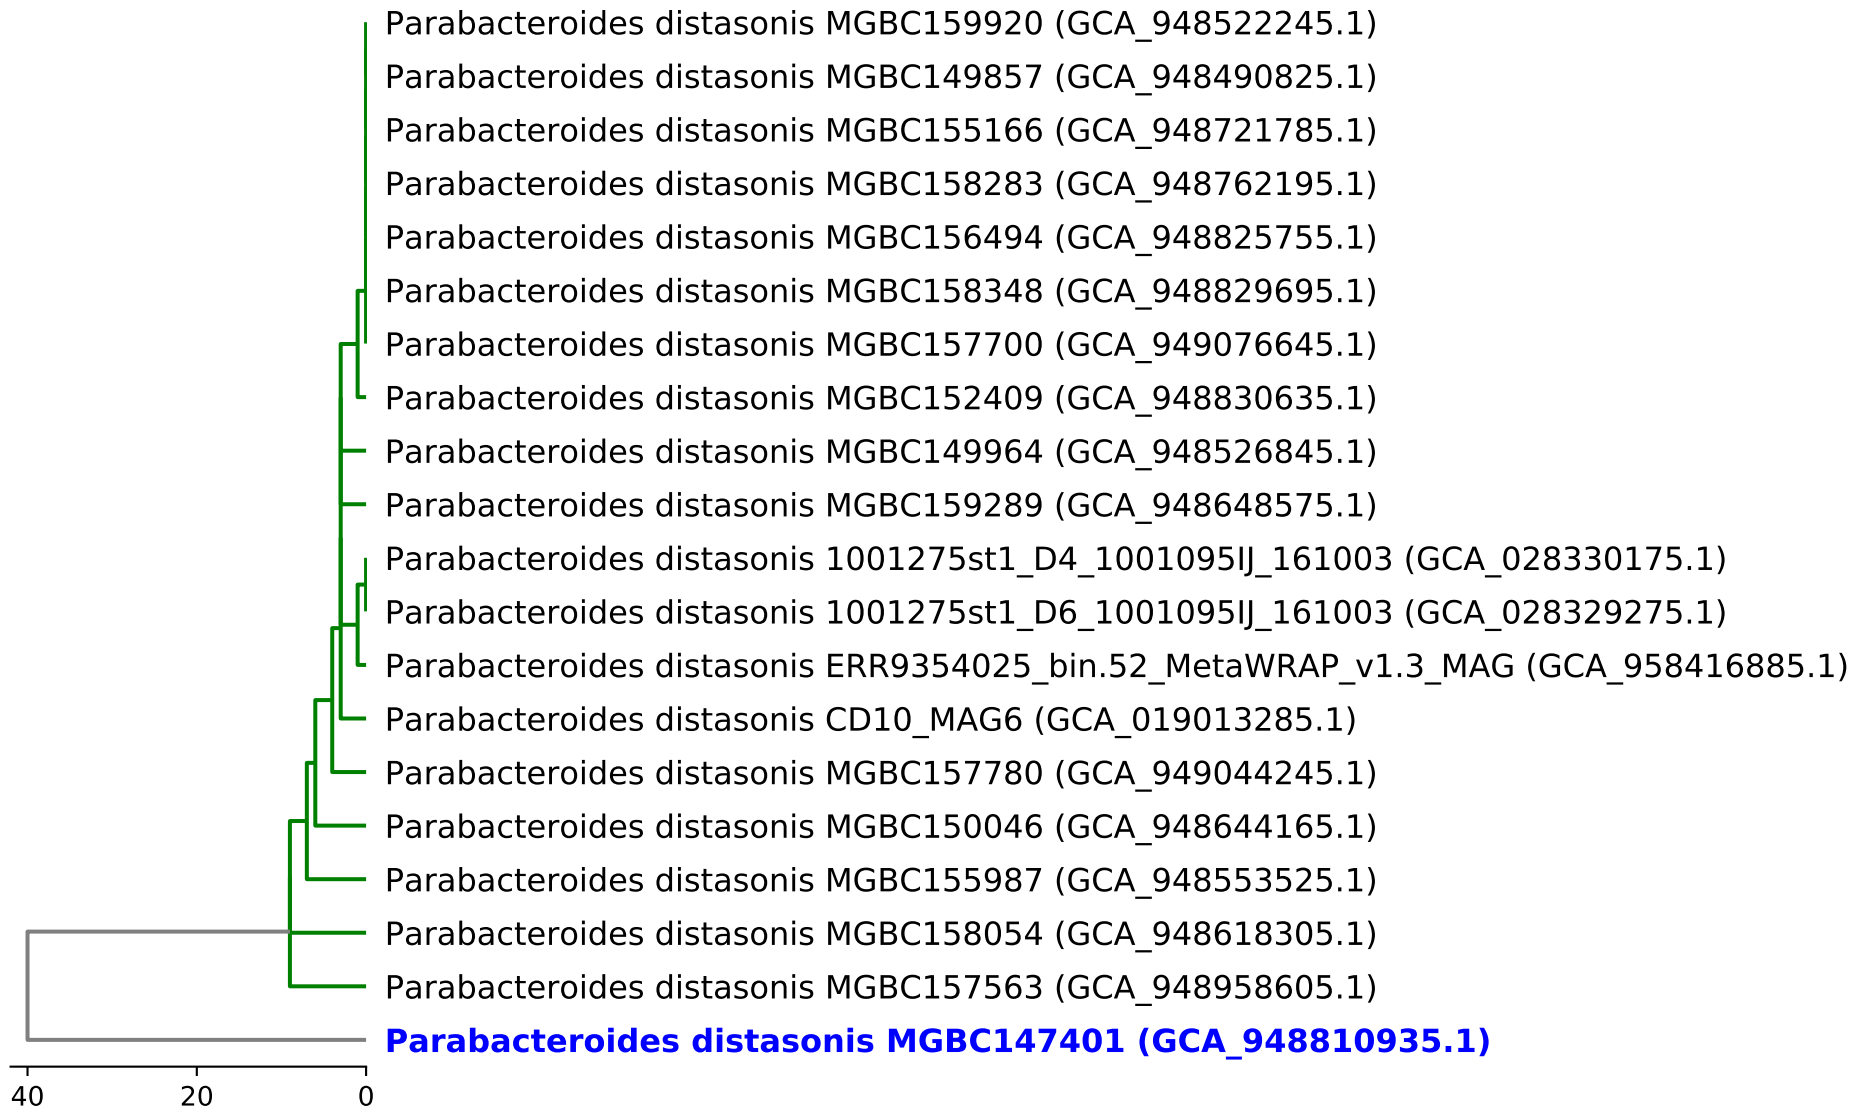 Parabacteroides distasonis MGBC159920 (GCA_948522245.1)
Parabacteroides distasonis MGBC149857 (GCA_948490825.1)
Parabacteroides distasonis MGBC155166 (GCA_948721785.1)
Parabacteroides distasonis MGBC158283 (GCA_948762195.1)
Parabacteroides distasonis MGBC156494 (GCA_948825755.1)
Parabacteroides distasonis MGBC158348 (GCA_948829695.1)
Parabacteroides distasonis MGBC157700 (GCA_949076645.1)
Parabacteroides distasonis MGBC152409 (GCA_948830635.1)
Parabacteroides distasonis MGBC149964 (GCA_948526845.1)
Parabacteroides distasonis MGBC159289 (GCA_948648575.1)
Parabacteroides distasonis 1001275st1_D4_1001095IJ_161003 (GCA_028330175.1)
Parabacteroides distasonis 1001275st1_D6_1001095IJ_161003 (GCA_028329275.1)
Parabacteroides distasonis ERR9354025_bin.52_MetaWRAP_v1.3_MAG (GCA_958416885.1)
Parabacteroides distasonis CD10_MAG6 (GCA_019013285.1)
Parabacteroides distasonis MGBC157780 (GCA_949044245.1)
Parabacteroides distasonis MGBC150046 (GCA_948644165.1)
Parabacteroides distasonis MGBC155987 (GCA_948553525.1)
Parabacteroides distasonis MGBC158054 (GCA_948618305.1)
Parabacteroides distasonis MGBC157563 (GCA_948958605.1)
Parabacteroides distasonis MGBC147401 (GCA_948810935.1)
40 20 0